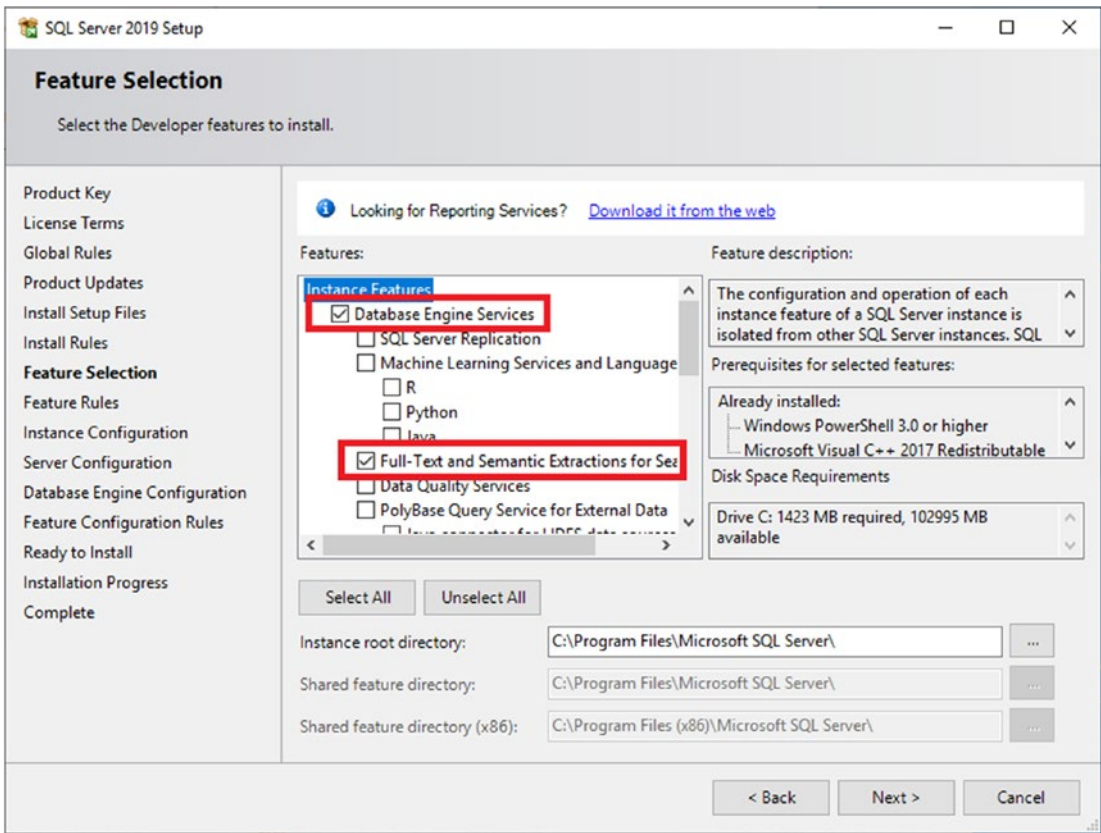 SQL Server 2019 Setup
Feature Selection
Select the Developer features to install.
Product Key
License Terms
Global Rules
Product Updates
Install Setup Files
Install Rules
Feature Selection
Feature Rules
Instance Configuration
Server Configuration
Database Engine Configuration
Feature Configuration Rules
Ready to Install
Installation Progress
Complete
Looking for Reporting Services? Download it from the web
Features:
Instance Features
Database Engine Services
SQL Server Replication
Machine Learning Services and Language
R
Python
Java
Full-Text and Semantic Extractions for Sea
Data Quality Services
PolyBase Query Service for External Data
Java connector for HDFS data sources
Feature description:
The configuration and operation of each
instance feature of a SQL Server instance is
isolated from other SQL Server instances. SQL
Prerequisites for selected features:
Already installed:
Windows PowerShell 3.0 or higher
Microsoft Visual C++ 2017 Redistributable
Disk Space Requirements
Drive C: 1423 MB required, 102995 MB
available
Select All
Unselect All
Instance root directory:
C:\Program Files\Microsoft SQL Server\
...
Shared feature directory:
C:\Program Files\Microsoft SQL Server\
...
Shared feature directory (x86):
C:\Program Files (x86)\Microsoft SQL Server\
...
< Back
Next >
Cancel